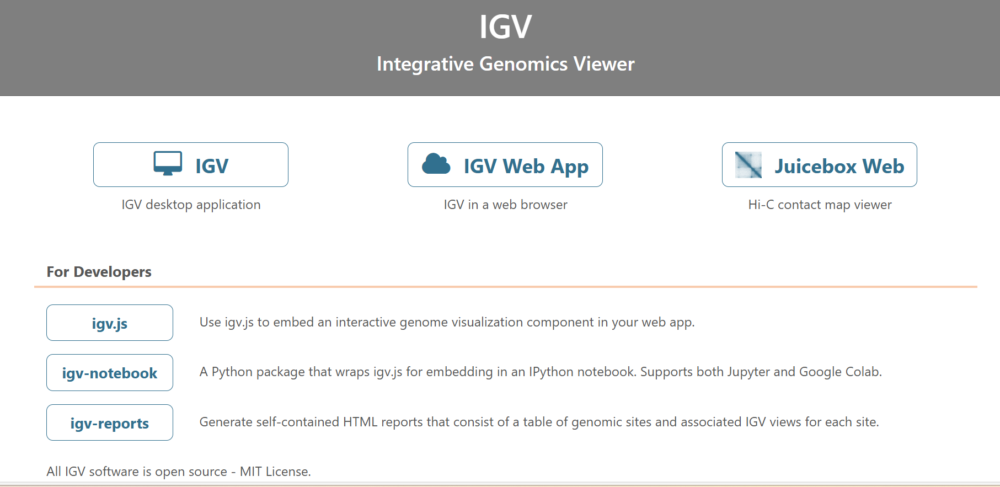 IGV
Integrative Genomics Viewer
IGV
IGV Web App
Juicebox Web
IGV desktop application
IGV in a web browser
Hi-C contact map viewer
For Developers
igv.js
Use igv.js to embed an interactive genome visualization component in your web app.
igv-notebook
A Python package that wraps igv.js for embedding in an IPython notebook. Supports both Jupyter and Google Colab.
igv-reports
Generate self-contained HTML reports that consist of a table of genomic sites and associated IGV views for each site.
All IGV software is open source - MIT License.